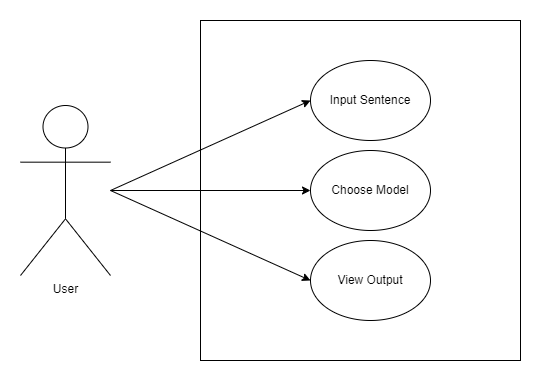 Input Sentence
Choose Model
View Output
User